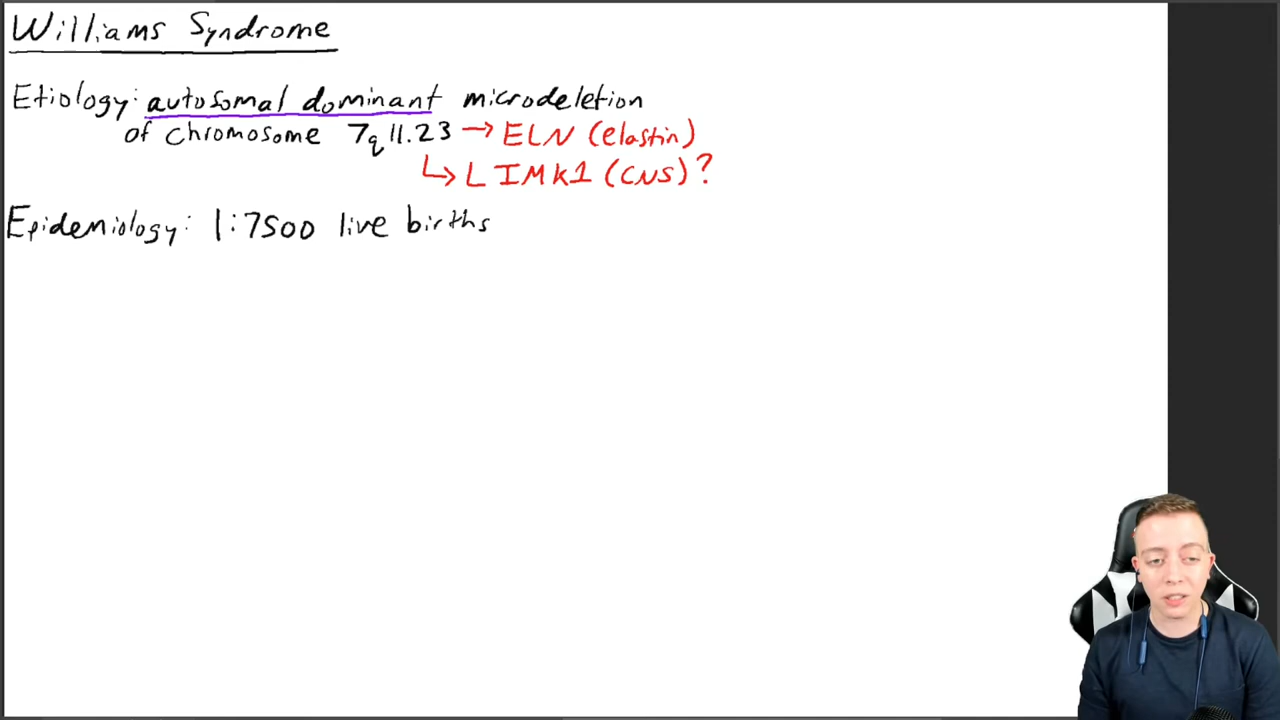 Williams Syndrome
Etiology: autosomal dominant microdeletion
of chromosome 7q11.23 → ELN (elastin)
↳ LIMK1 (CNS)?
Epidemiology: 1:7500 live births